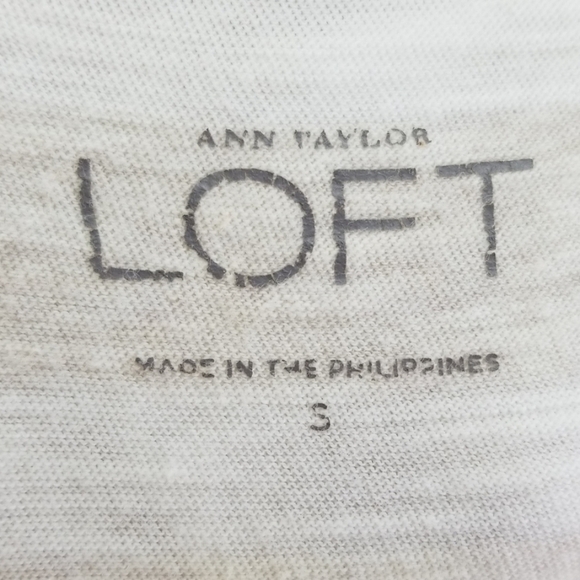 ANN TAYLOR
LOFT
MADE IN THE PHILIPPINES
S